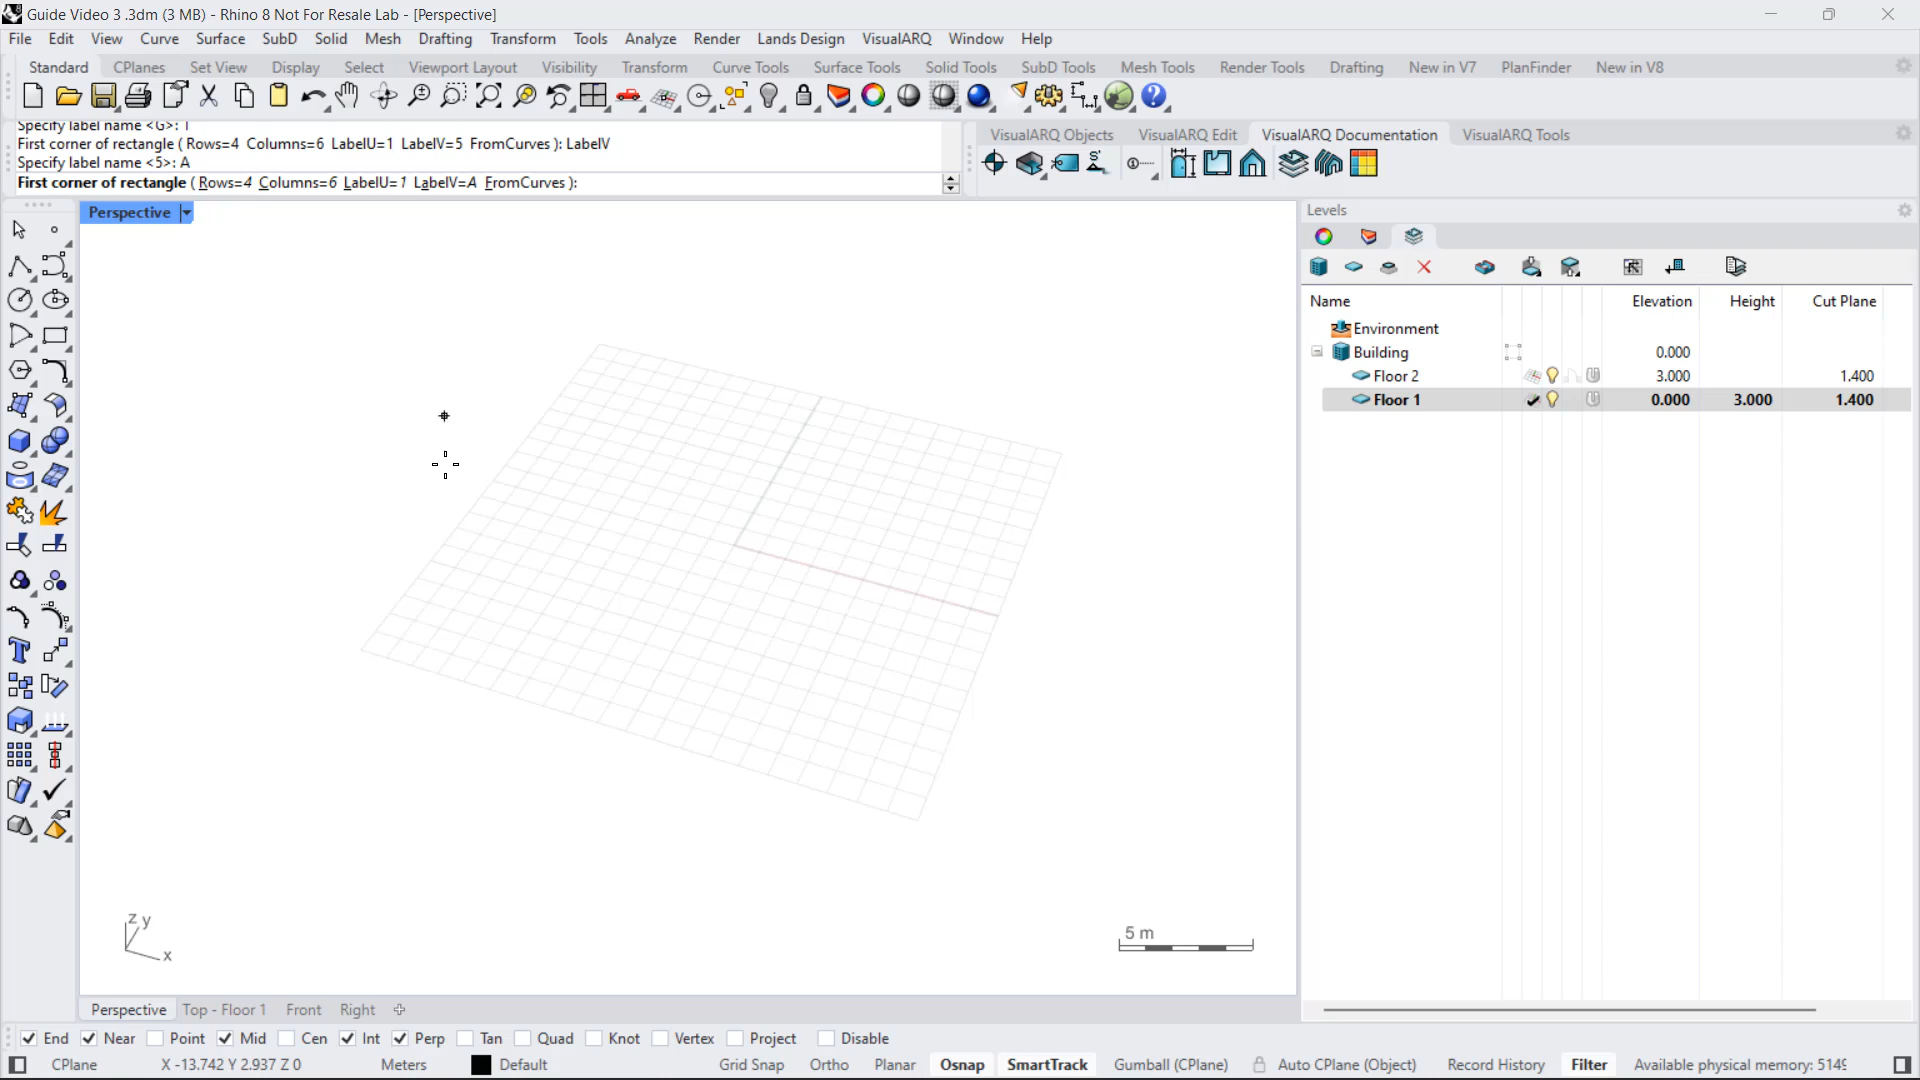 Guide Video 3 .3dm (3 MB) - Rhino 8 Not For Resale Lab - [Perspective]
File Edit View Curve Surface SubD Solid Mesh Drafting Transform Tools Analyze Render Lands Design VisualARQ Window Help
Standard CPlanes Set View Display Select Viewport Layout Visibility Transform Curve Tools Surface Tools Solid Tools SubD Tools Mesh Tools Render Tools Drafting New in V7 PlanFinder New in V8
Specify label name <G>: 1
First corner of rectangle ( Rows=4 Columns=6 LabelU=1 LabelV=5 FromCurves ): LabelV
Specify label name <5>: A
First corner of rectangle ( Rows=4 Columns=6 LabelU=1 LabelV=A FromCurves ):
VisualARQ Objects VisualARQ Edit VisualARQ Documentation VisualARQ Tools
Perspective
Levels
Name Elevation Height Cut Plane
Environment
Building 0.000
Floor 2 3.000 1.400
Floor 1 0.000 3.000 1.400
z y
x
5 m
Perspective Top - Floor 1 Front Right
End Near Point Mid Cen Int Perp Tan Quad Knot Vertex Project Disable
CPlane X -13.742 Y 2.937 Z 0 Meters Default Grid Snap Ortho Planar Osnap SmartTrack Gumball (CPlane) Auto CPlane (Object) Record History Filter Available physical memory: 5149